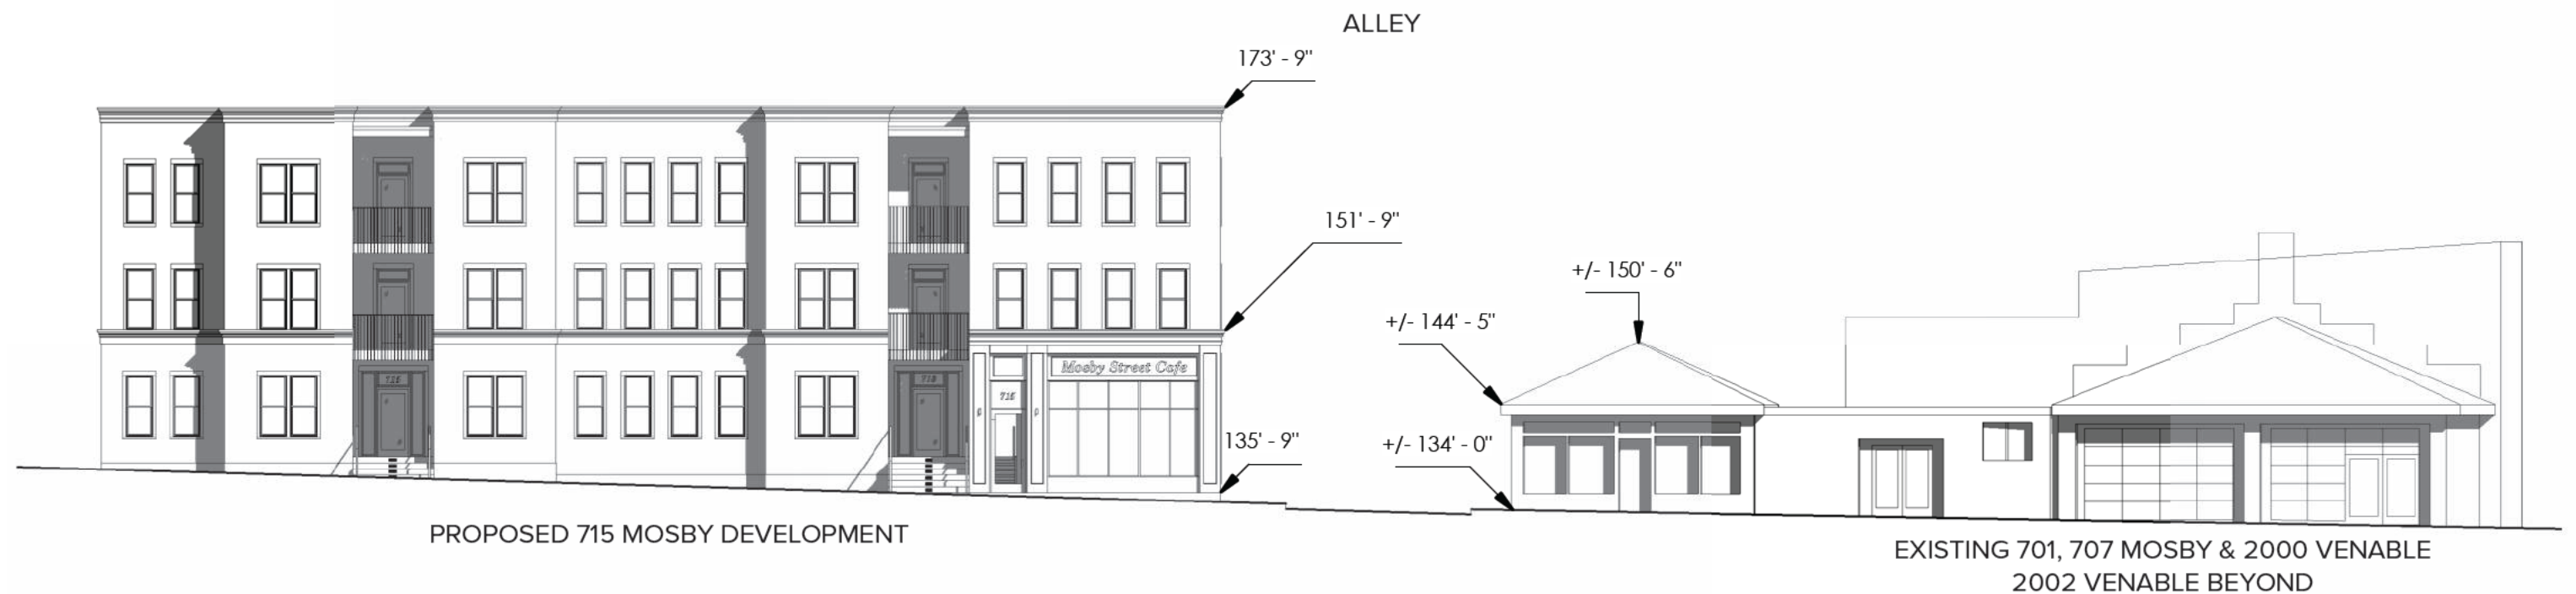 ALLEY
173' - 9"
151' - 9"
+/- 150' - 6"
+/- 144' - 5"
Mosby Street Cafe
715
135' - 9"
+/- 134' - 0"
PROPOSED 715 MOSBY DEVELOPMENT
EXISTING 701, 707 MOSBY & 2000 VENABLE
2002 VENABLE BEYOND